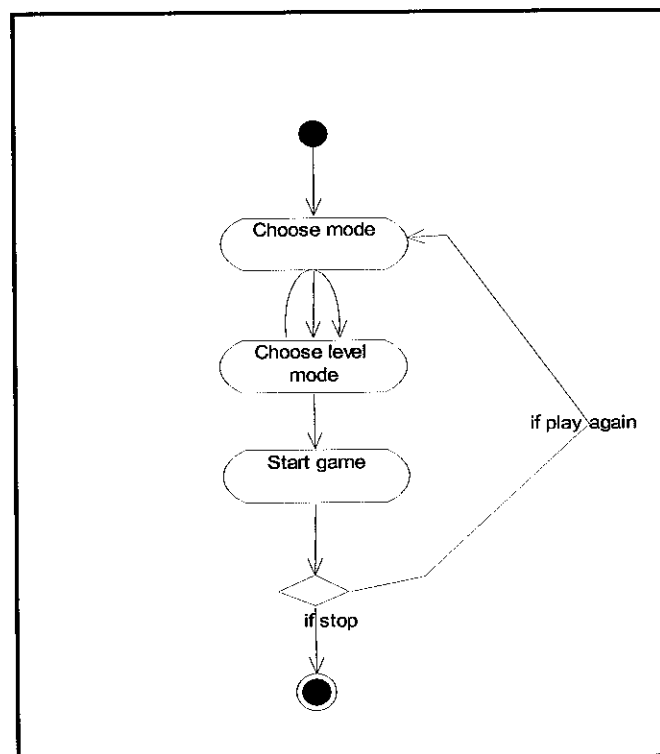 Choose mode
Choose level
mode
if play again
Start game
if stop